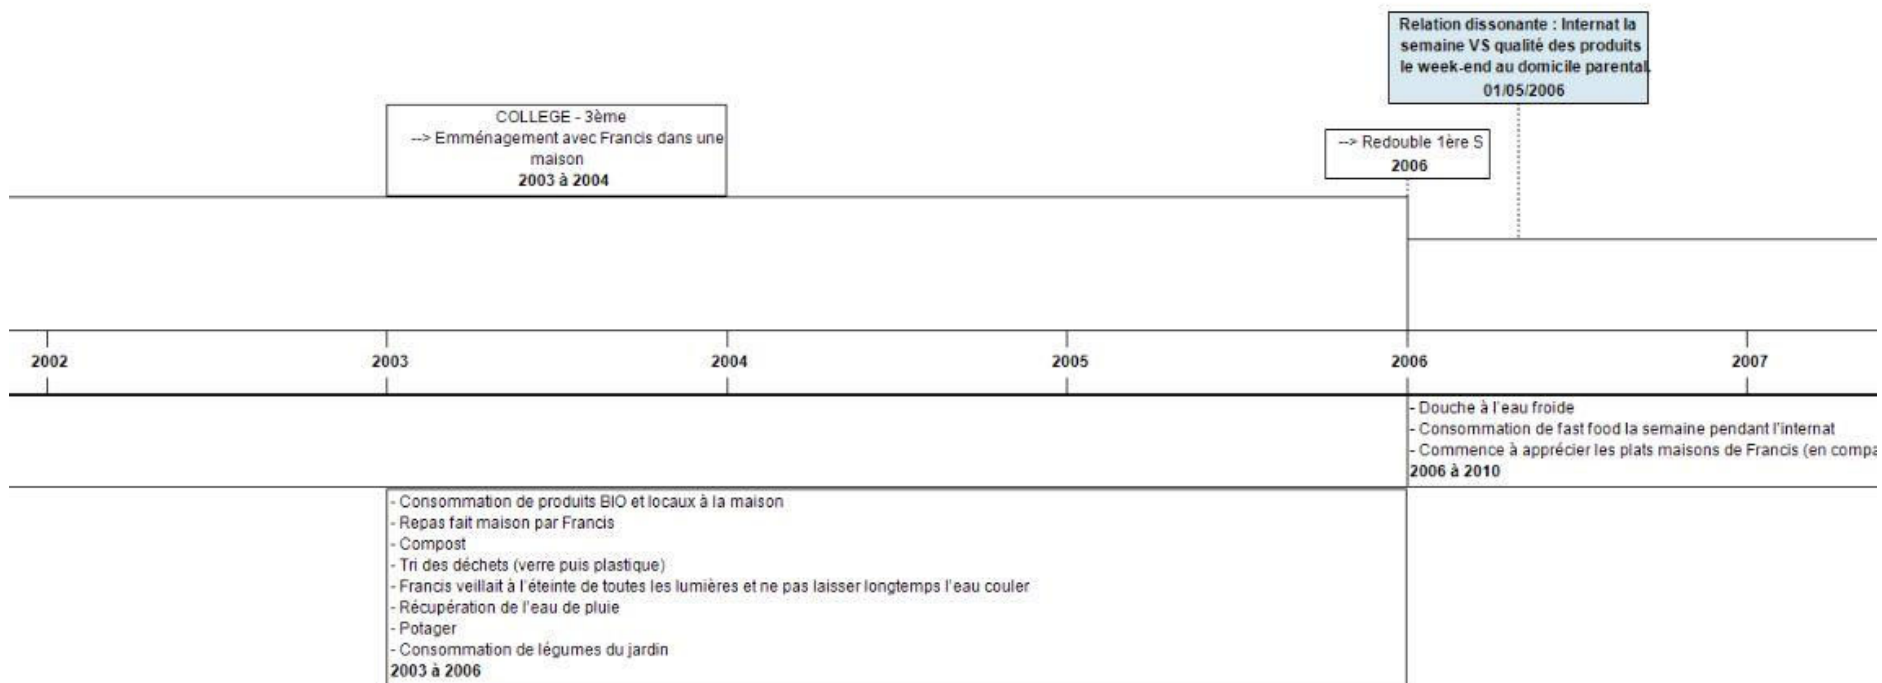 Relation dissonante : Internat la
semaine VS qualité des produits
le week-end au domicile parental.
01/05/2006
COLLEGE - 3ème
--> Emménagement avec Francis dans une
maison
2003 à 2004
--> Redouble 1ère S
2006
2002
2003
2004
2005
2006
2007
- Douche à l'eau froide
- Consommation de fast food la semaine pendant l'internat
- Commence à apprécier les plats maisons de Francis (en compa
2006 à 2010
- Consommation de produits BIO et locaux à la maison
- Repas fait maison par Francis
- Compost
- Tri des déchets (verre puis plastique)
- Francis veillait à l'éteinte de toutes les lumières et ne pas laisser longtemps l'eau couler
- Récupération de l'eau de pluie
- Potager
- Consommation de légumes du jardin
2003 à 2006